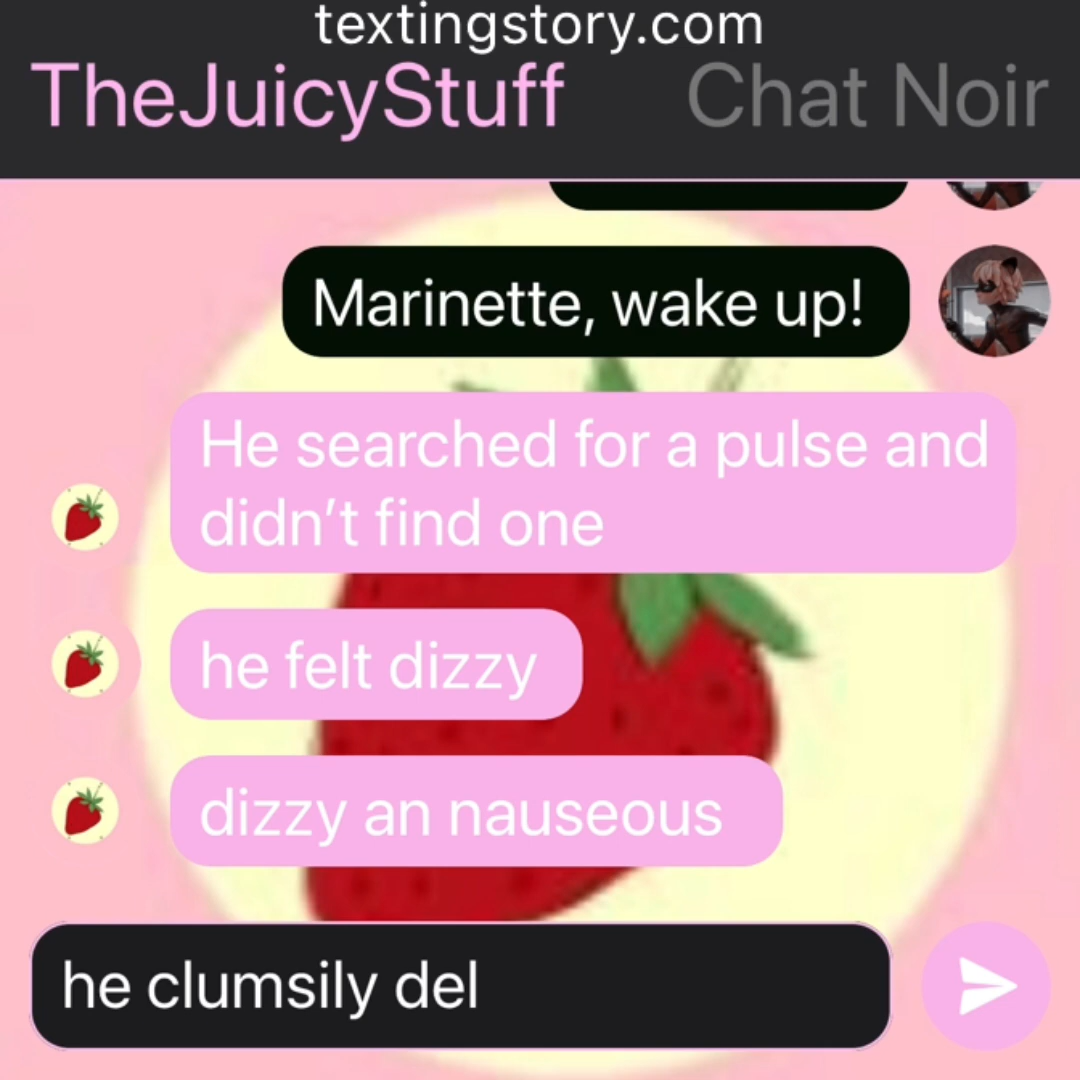 textingstory.com
TheJuicyStuff Chat Noir
Marinette, wake up!
He searched for a pulse and
didn’t find one
he felt dizzy
dizzy an nauseous
he clumsily del